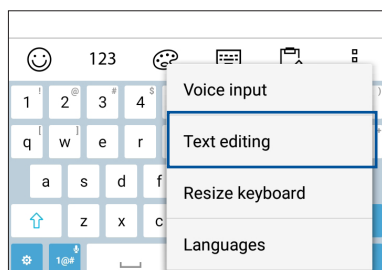 123
Voice input
1 ! 2 @ 3 # 4 $ )
Text editing
q [ w ] e r
a s d f
Resize keyboard
z x c
Languages
1@#